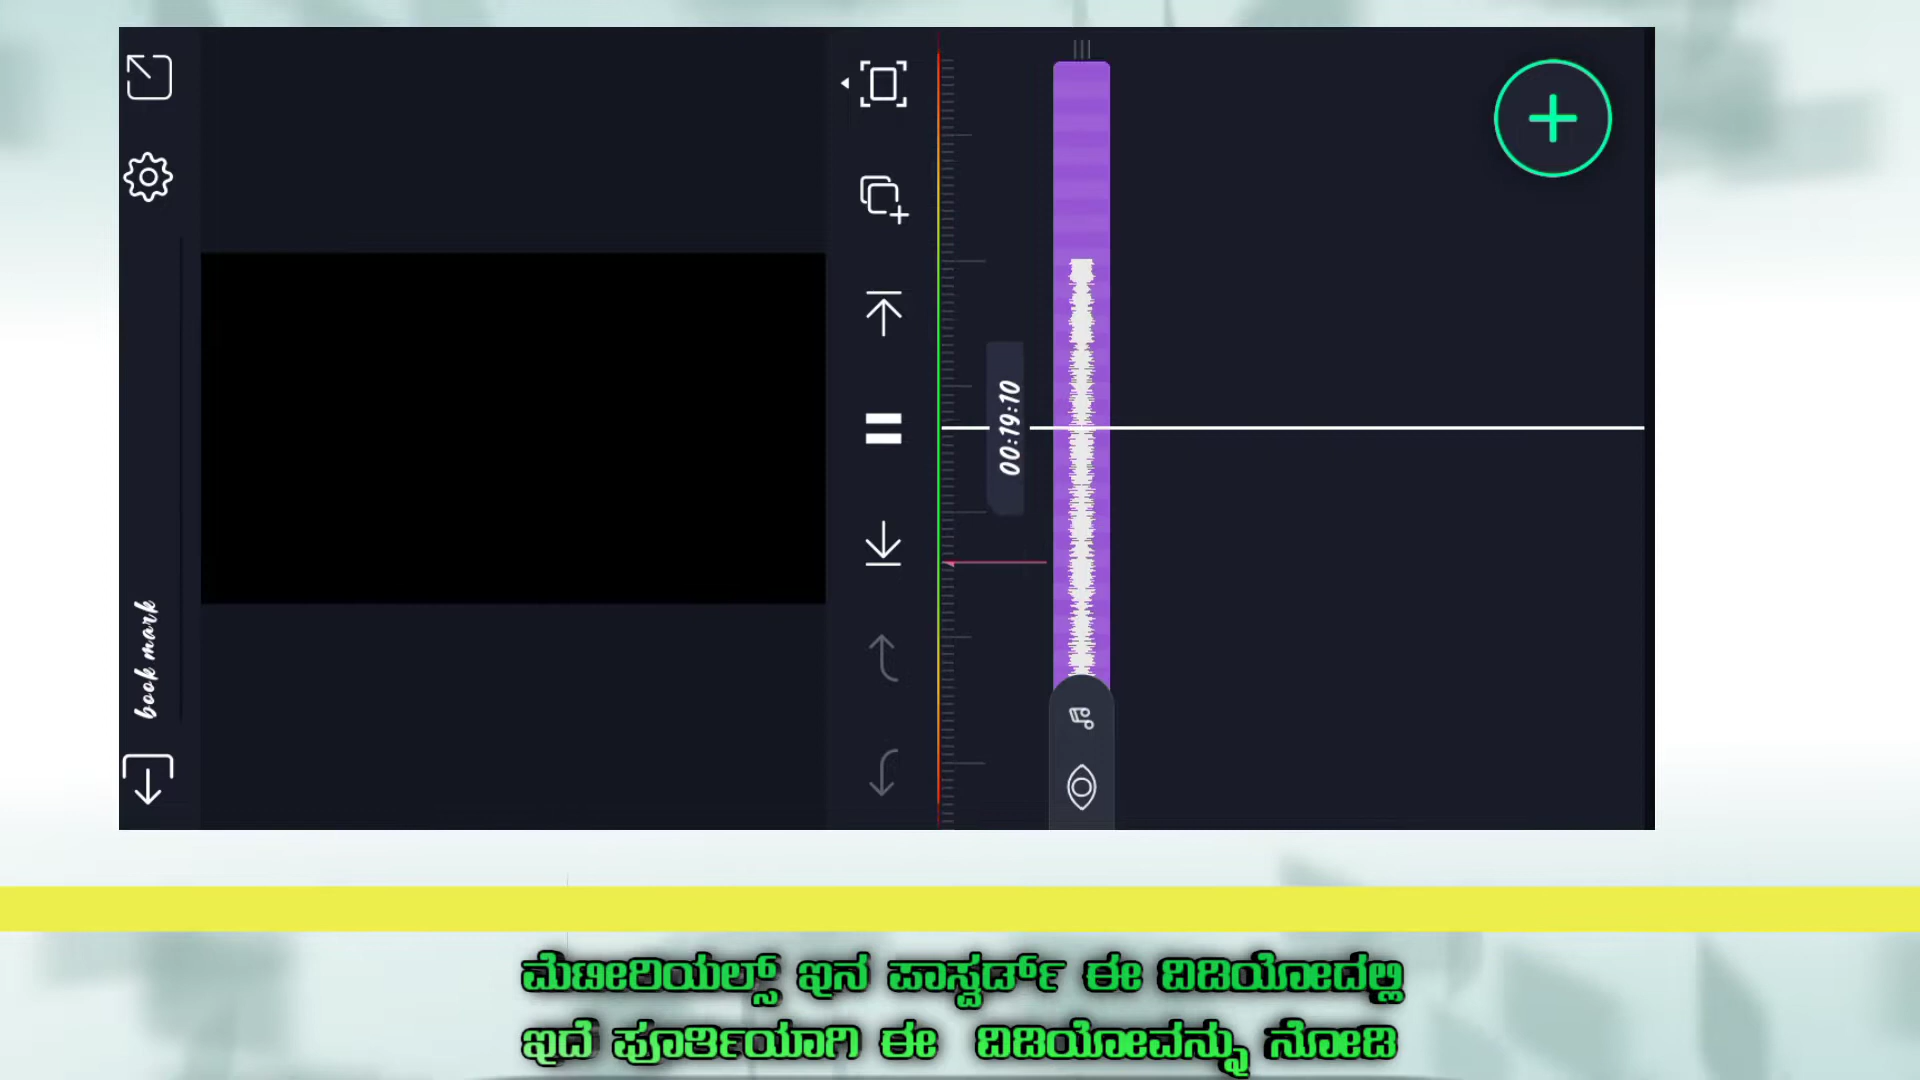 book mark
00:19:10
ಮೆಟೀರಿಯಲ್ಸ್ ಇನ ಪಾಸ್ವರ್ಡ್ ಈ ವಿಡಿಯೋದಲ್ಲಿ
ಇದೆ ಪೂರ್ತಿಯಾಗಿ ಈ ವಿಡಿಯೋವನ್ನು ನೋಡಿ